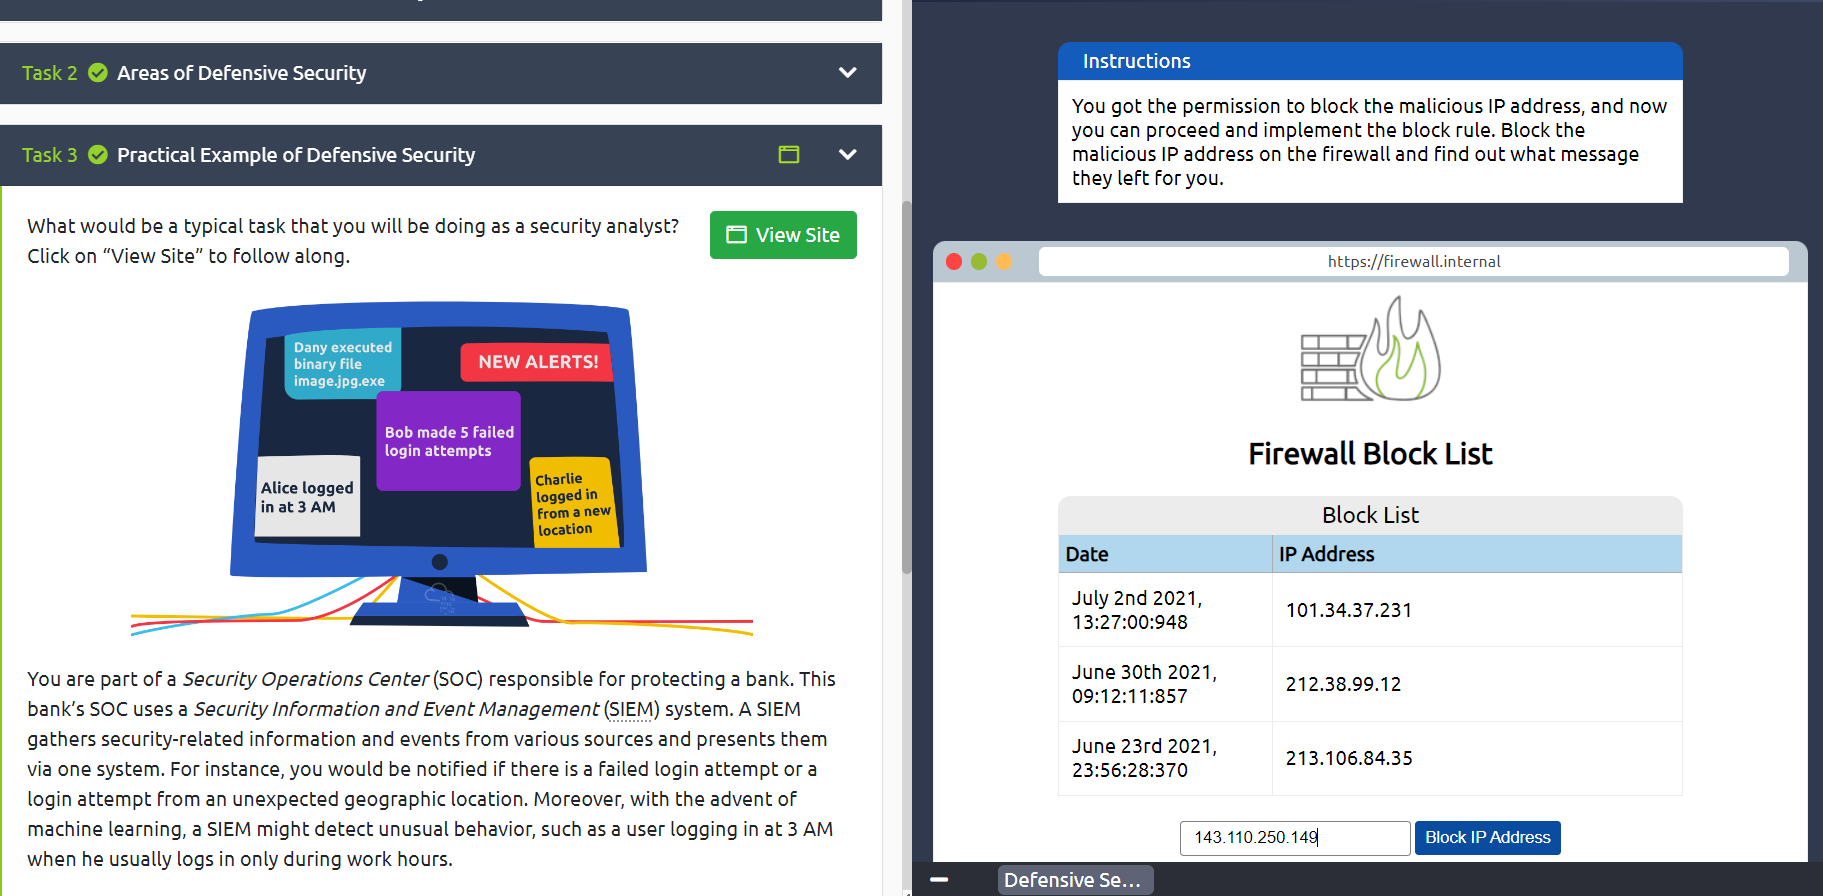 Task 2 Areas of Defensive Security
Task 3 Practical Example of Defensive Security
What would be a typical task that you will be doing as a security analyst?
Click on “View Site” to follow along.
View Site
Dany executed
binary file
image.jpg.exe
NEW ALERTS!
Bob made 5 failed
login attempts
Alice logged
in at 3 AM
Charlie
logged in
from a new
location
You are part of a Security Operations Center (SOC) responsible for protecting a bank. This
bank’s SOC uses a Security Information and Event Management (SIEM) system. A SIEM
gathers security-related information and events from various sources and presents them
via one system. For instance, you would be notified if there is a failed login attempt or a
login attempt from an unexpected geographic location. Moreover, with the advent of
machine learning, a SIEM might detect unusual behavior, such as a user logging in at 3 AM
when he usually logs in only during work hours.
Instructions
You got the permission to block the malicious IP address, and now
you can proceed and implement the block rule. Block the
malicious IP address on the firewall and find out what message
they left for you.
https://firewall.internal
Firewall Block List
Block List
Date IP Address
July 2nd 2021,
13:27:00:948
101.34.37.231
June 30th 2021,
09:12:11:857
212.38.99.12
June 23rd 2021,
23:56:28:370
213.106.84.35
143.110.250.149 Block IP Address
Defensive Se...